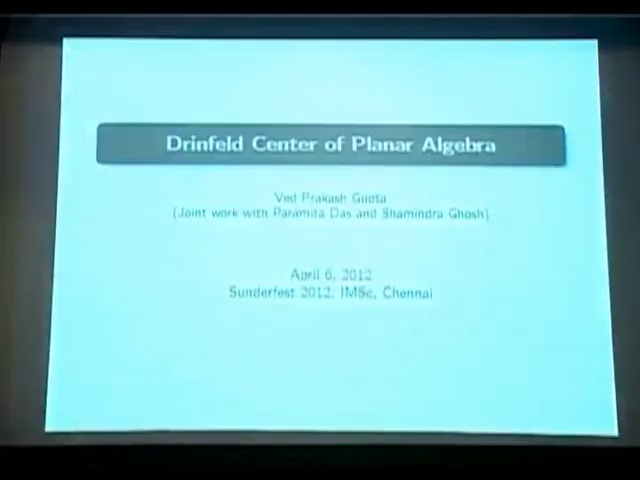 Drinfeld Center of Planar Algebra
Ved Prakash Gupta
(Joint work with Paramita Das and Shamindra Ghosh)
April 6, 2012
Sunderfest 2012, IMSc, Chennai